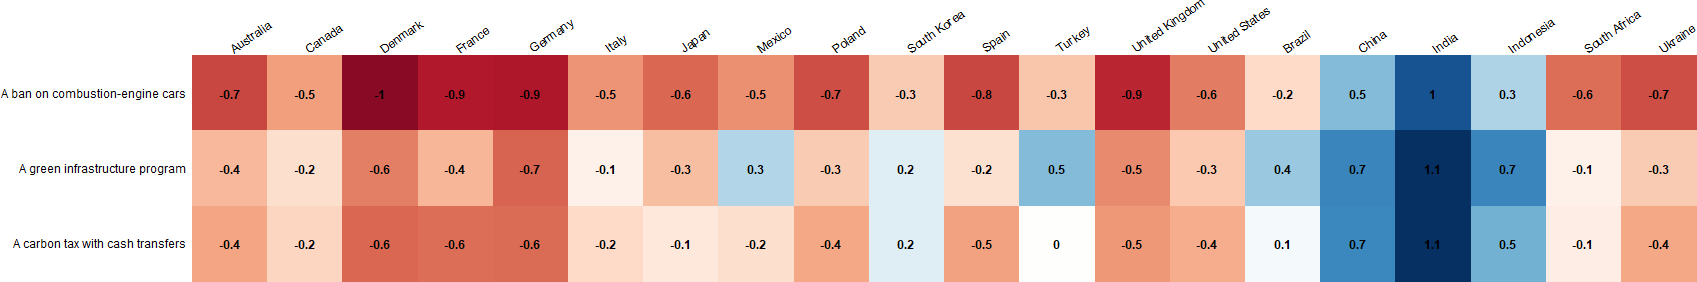 Australia Canada Denmark France Germany Italy Japan Mexico Poland South Korea Spain Turkey United Kingdom United States Brazil China India Indonesia South Africa Ukraine
A ban on combustion-engine cars -0.7 -0.5 -1 -0.9 -0.9 -0.5 -0.6 -0.5 -0.7 -0.3 -0.8 -0.3 -0.9 -0.6 -0.2 0.5 1 0.3 -0.6 -0.7
A green infrastructure program -0.4 -0.2 -0.6 -0.4 -0.7 -0.1 -0.3 0.3 -0.3 0.2 -0.2 0.5 -0.5 -0.3 0.4 0.7 1.1 0.7 -0.1 -0.3
A carbon tax with cash transfers -0.4 -0.2 -0.6 -0.6 -0.6 -0.2 -0.1 -0.2 -0.4 0.2 -0.5 0 -0.5 -0.4 0.1 0.7 1.1 0.5 -0.1 -0.4